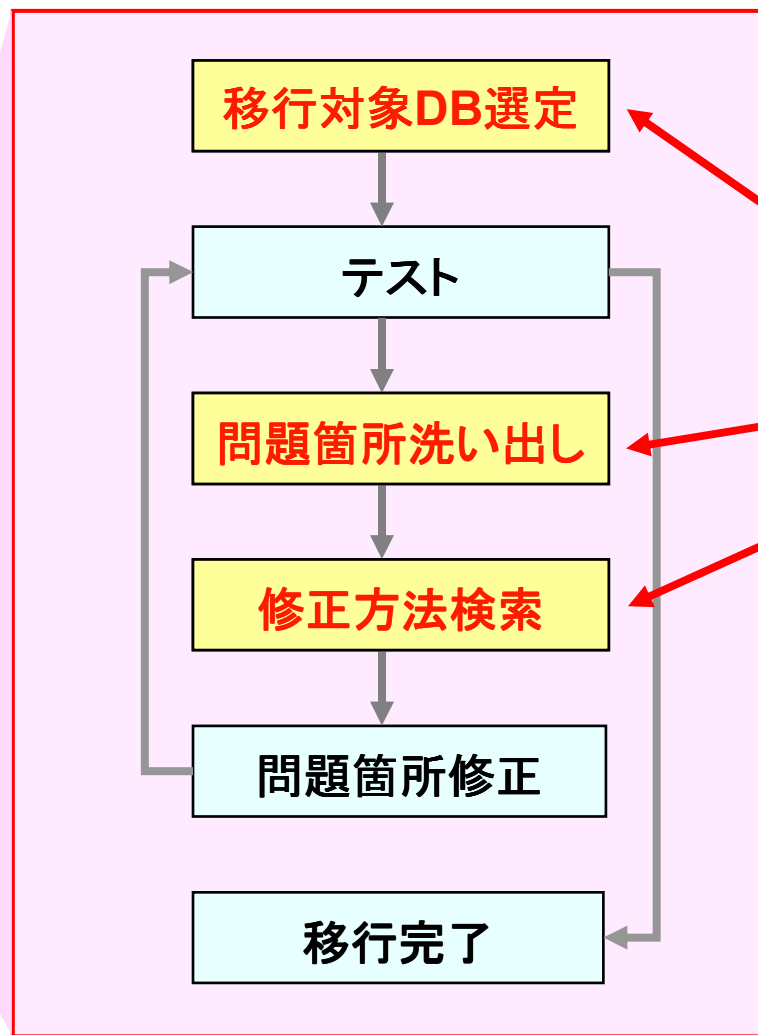 移行対象DB選定
テスト
問題箇所洗い出し
修正方法検索
問題箇所修正
移行完了